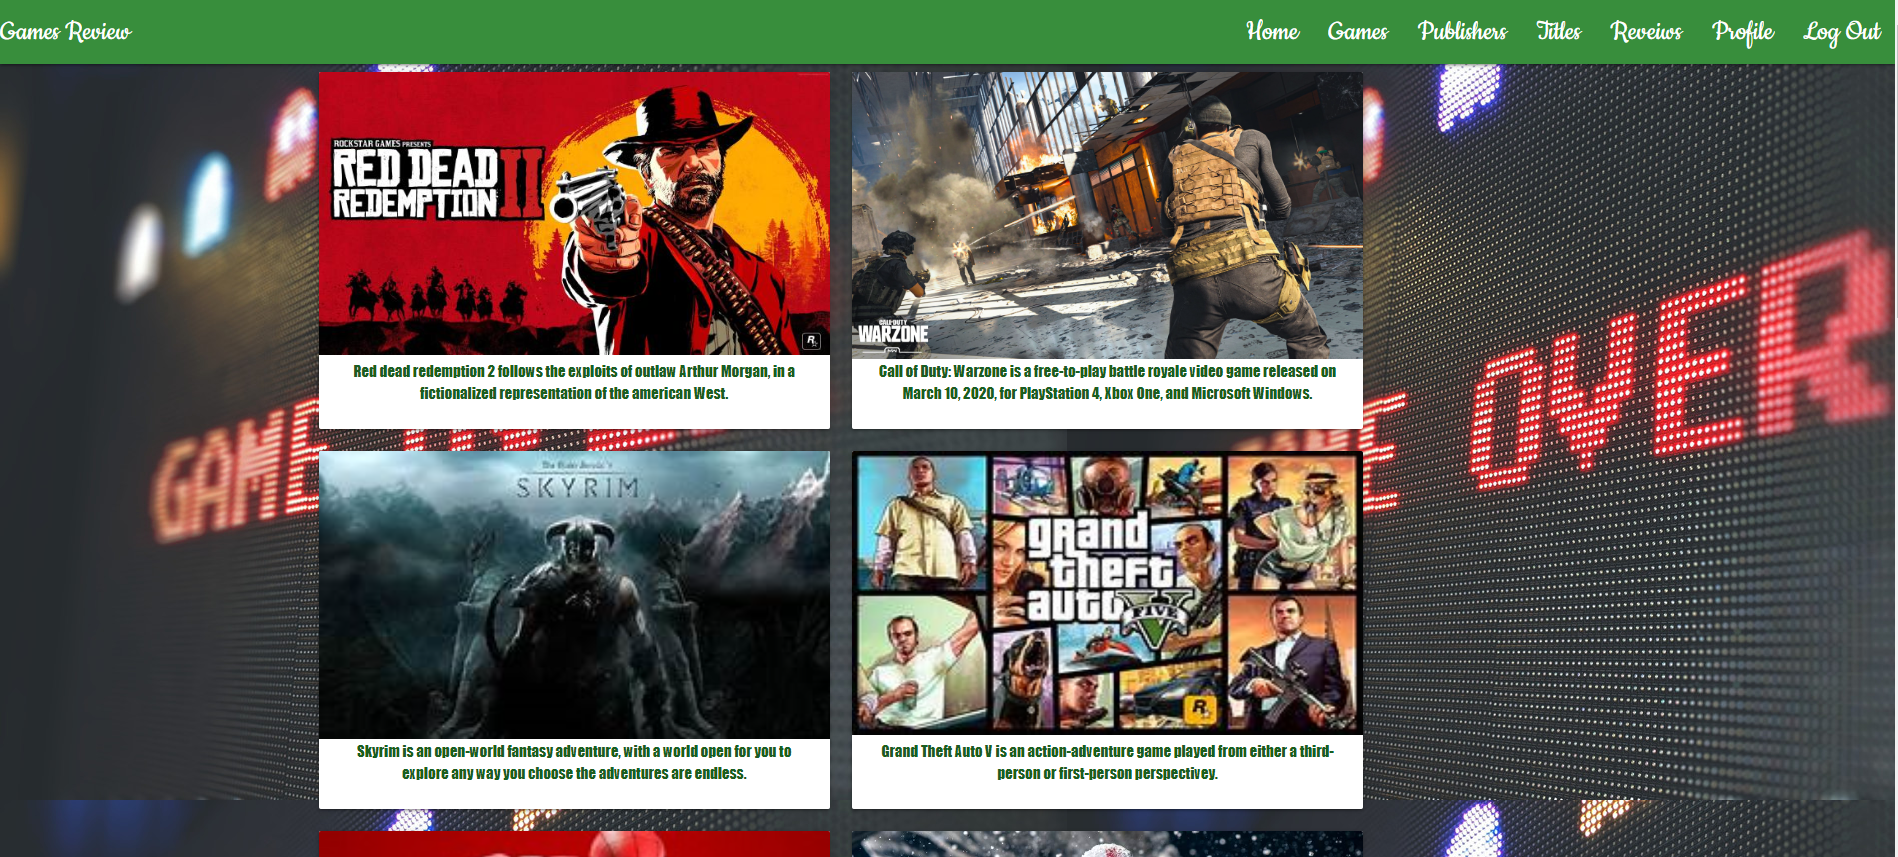 Games Review
Home Games Publishers Titles Reveiws Profile Log Out
ROCKSTAR GAMES PRESENTS
RED DEAD
REDEMPTION II
R
CALL OF DUTY
WARZONE
Red dead redemption 2 follows the exploits of outlaw Arthur Morgan, in a
fictionalized representation of the american West.
Call of Duty: Warzone is a free-to-play battle royale video game released on
March 10, 2020, for PlayStation 4, Xbox One, and Microsoft Windows.
GAME
E OVER
The Elder Scrolls V
SKYRIM
grand
theft
auto
FIVE
V
R
Skyrim is an open-world fantasy adventure, with a world open for you to
explore any way you choose the adventures are endless.
Grand Theft Auto V is an action-adventure game played from either a third-
person or first-person perspectivey.